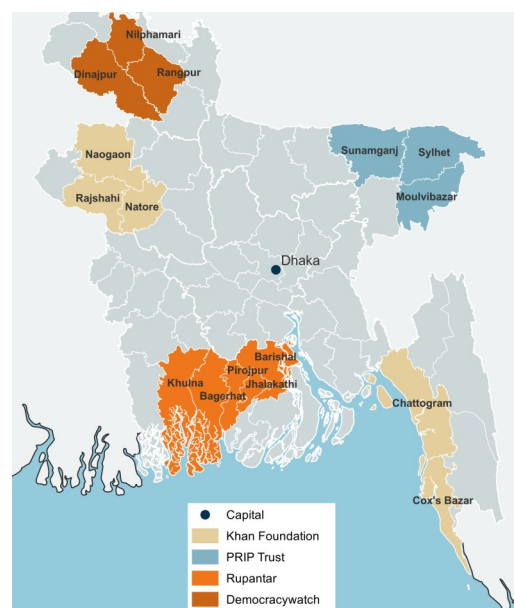 Nilphamari
Dinajpur
Rangpur
Naogaon
Rajshahi
Natore
Sunamganj
Sylhet
Moulvibazar
Dhaka
Barishal
Pirojpur
Khulna
Jhalakathi
Bagerhat
Chattogram
Cox's Bazar
Capital
Khan Foundation
PRIP Trust
Rupantar
Democracywatch